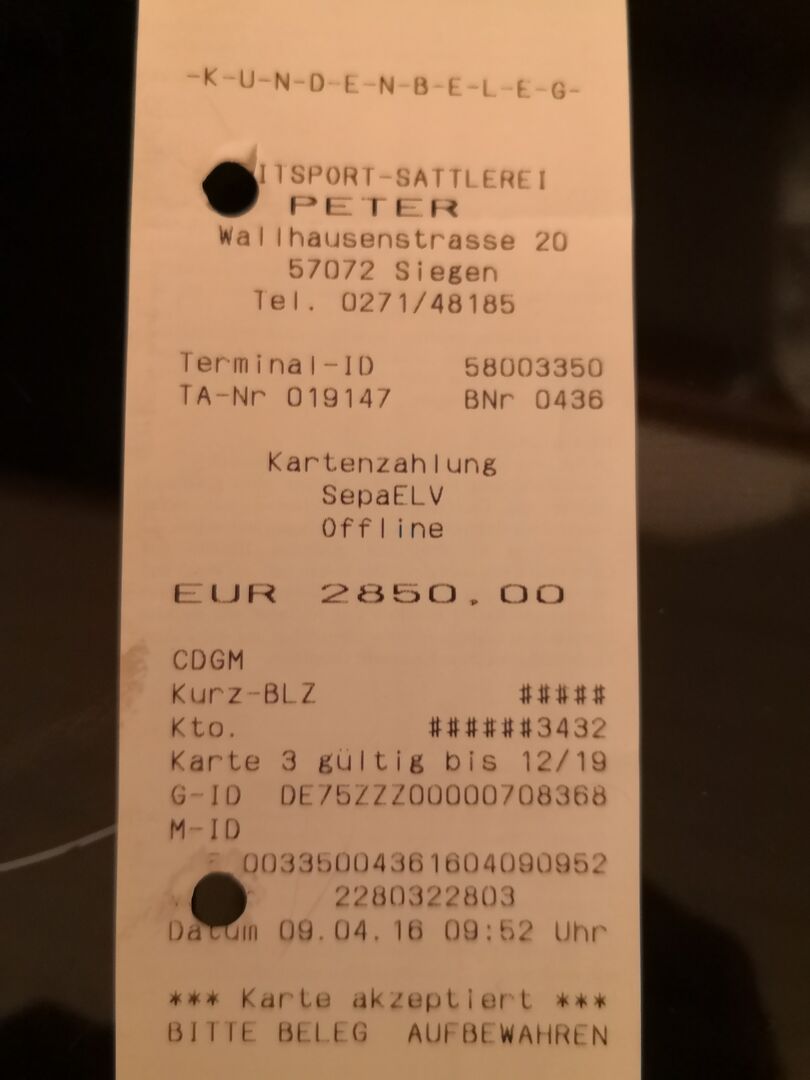 -K-U-N-D-E-N-B-E-L-E-G-
PETER
Wallhausenstrasse 20
57072 Siegen
Tel. 0271/48185
Terminal-ID 58003350
TA-Nr 019147 BNr 0436
Kartenzahlung
SepaELV
Offline
EUR 2850,00
CDGM
Kurz-BLZ #####
Kto. ######3432
Karte 3 gültig bis 12/19
G-ID DE75ZZZ00000708368
M-ID
00335004361604090952
2280322803
Datum 09.04.16 09:52 Uhr
*** Karte akzeptiert ***
BITTE BELEG AUFBEWAHREN